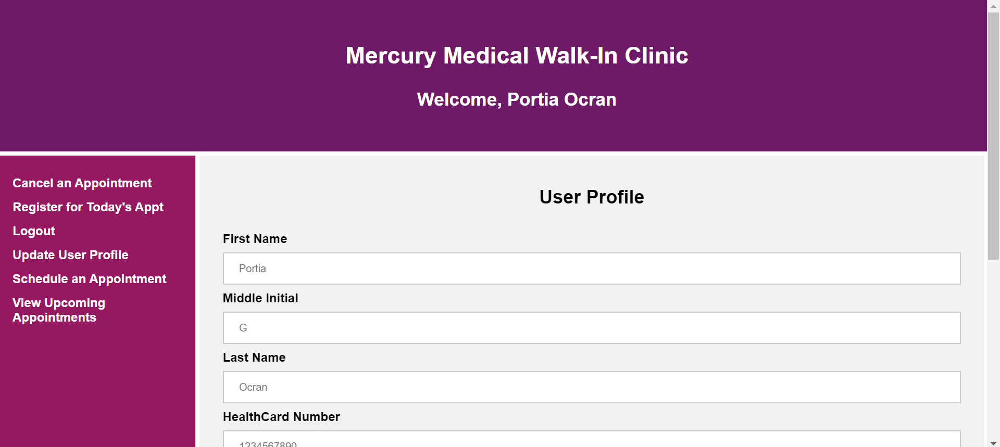 Mercury Medical Walk-In Clinic
Welcome, Portia Ocran
Cancel an Appointment
Register for Today's Appt
Logout
Update User Profile
Schedule an Appointment
View Upcoming
Appointments
User Profile
First Name
Portia
Middle Initial
G
Last Name
Ocran
HealthCard Number
1234567890